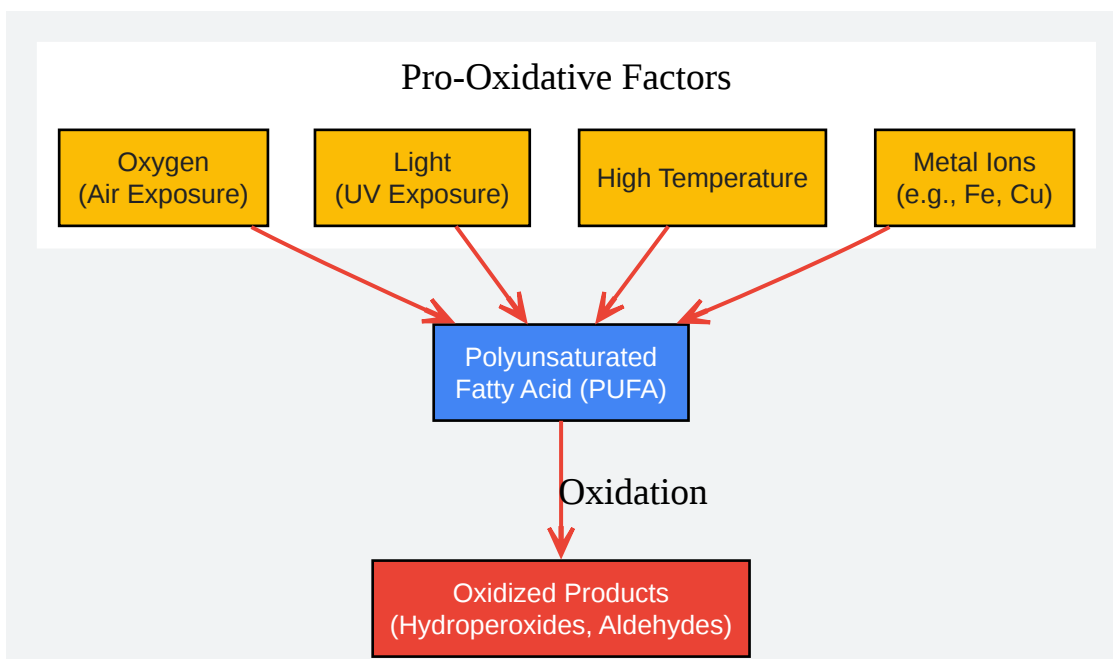 Pro-Oxidative Factors
Oxygen
(Air Exposure)
Light
(UV Exposure)
High Temperature
Metal Ions
(e.g., Fe, Cu)
Polyunsaturated
Fatty Acid (PUFA)
Oxidation
Oxidized Products
(Hydroperoxides, Aldehydes)